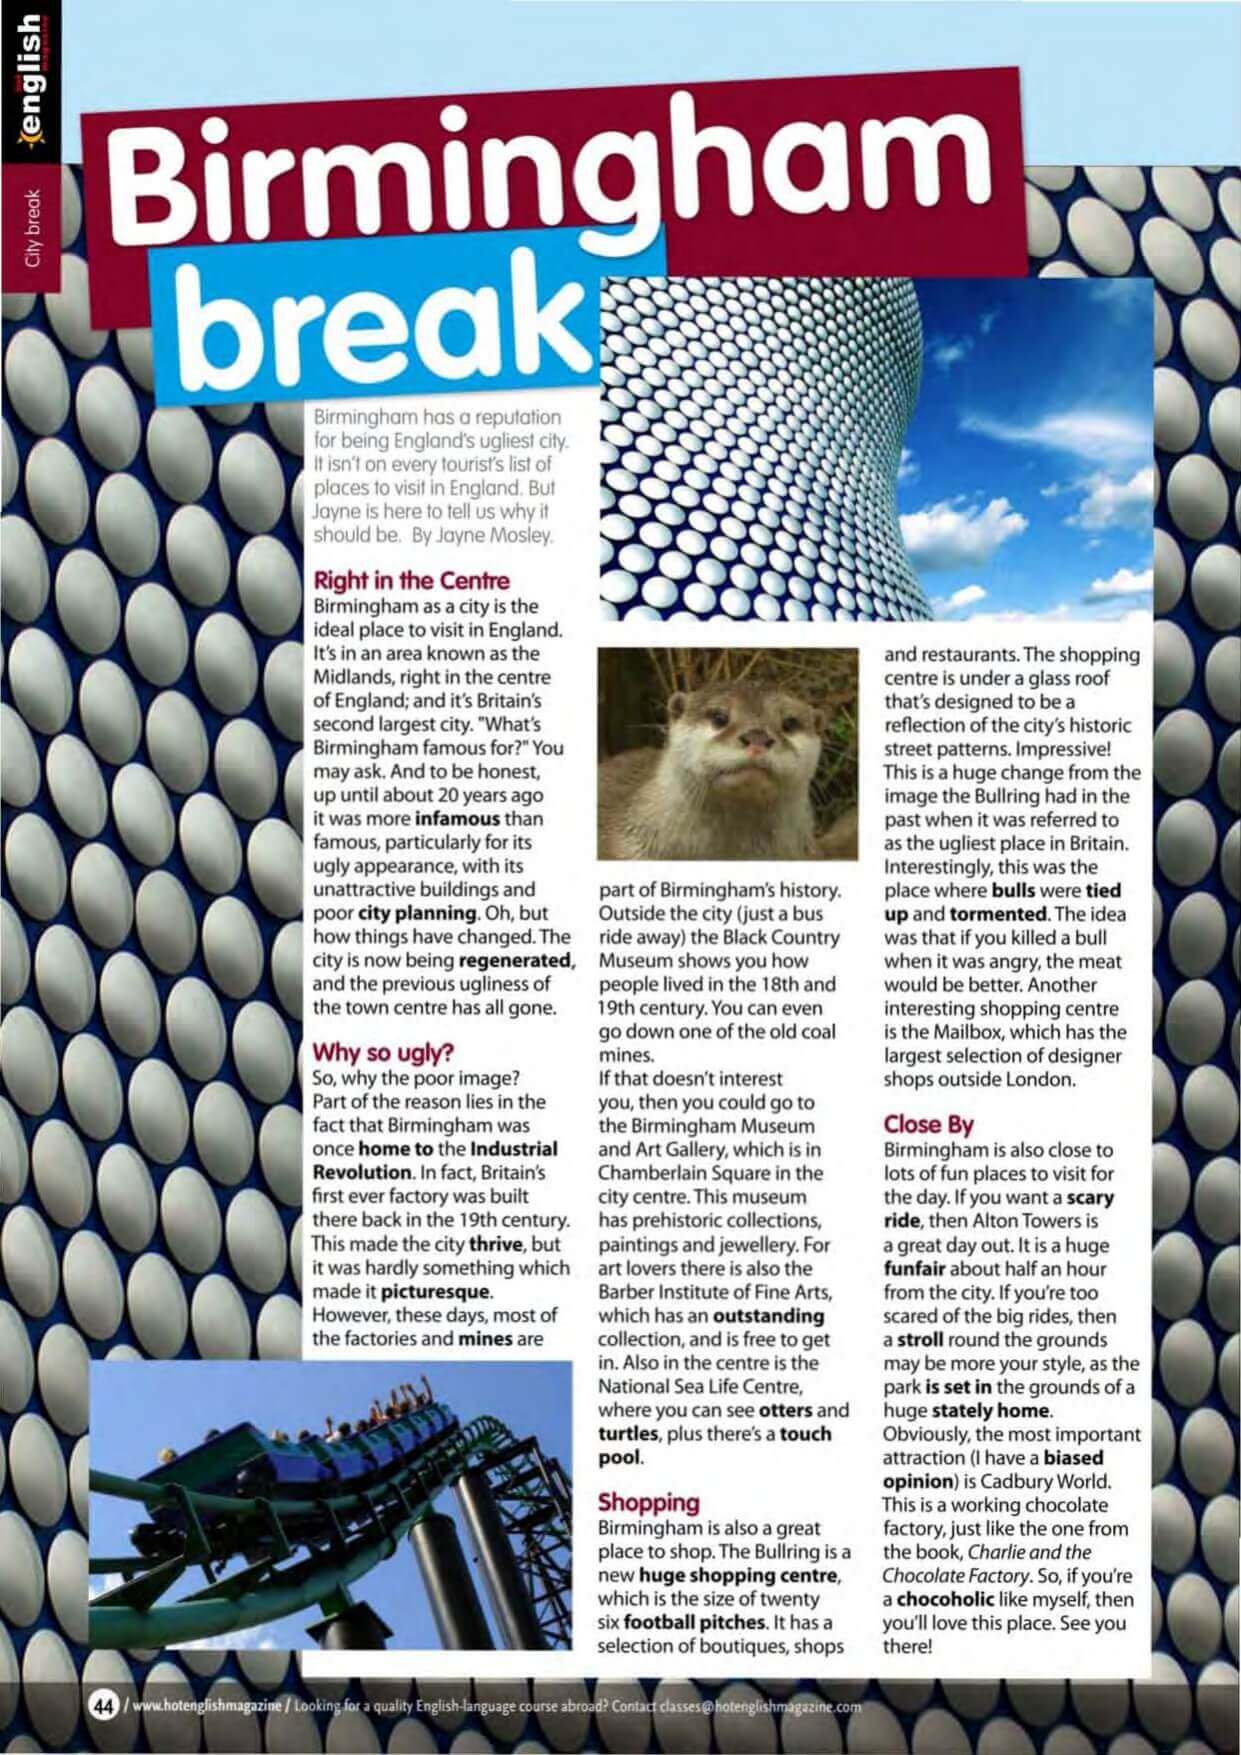 hot
english
magazine
City break
Birmingham
break
Birmingham has a reputation
for being England's ugliest city.
It isn't on every tourist's list of
places to visit in England. But
Jayne is here to tell us why it
should be. By Jayne Mosley.
Right in the Centre
Birmingham as a city is the
ideal place to visit in England.
It's in an area known as the
Midlands, right in the centre
of England; and it's Britain's
second largest city. "What's
Birmingham famous for?" You
may ask. And to be honest,
up until about 20 years ago
it was more infamous than
famous, particularly for its
ugly appearance, with its
unattractive buildings and
poor city planning. Oh, but
how things have changed. The
city is now being regenerated,
and the previous ugliness of
the town centre has all gone.
Why so ugly?
So, why the poor image?
Part of the reason lies in the
fact that Birmingham was
once home to the Industrial
Revolution. In fact, Britain's
first ever factory was built
there back in the 19th century.
This made the city thrive, but
it was hardly something which
made it picturesque.
However, these days, most of
the factories and mines are
part of Birmingham's history.
Outside the city (just a bus
ride away) the Black Country
Museum shows you how
people lived in the 18th and
19th century. You can even
go down one of the old coal
mines.
If that doesn't interest
you, then you could go to
the Birmingham Museum
and Art Gallery, which is in
Chamberlain Square in the
city centre. This museum
has prehistoric collections,
paintings and jewellery. For
art lovers there is also the
Barber Institute of Fine Arts,
which has an outstanding
collection, and is free to get
in. Also in the centre is the
National Sea Life Centre,
where you can see otters and
turtles, plus there's a touch
pool.
Shopping
Birmingham is also a great
place to shop. The Bullring is a
new huge shopping centre,
which is the size of twenty
six football pitches. It has a
selection of boutiques, shops
and restaurants. The shopping
centre is under a glass roof
that's designed to be a
reflection of the city's historic
street patterns. Impressive!
This is a huge change from the
image the Bullring had in the
past when it was referred to
as the ugliest place in Britain.
Interestingly, this was the
place where bulls were tied
up and tormented. The idea
was that if you killed a bull
when it was angry, the meat
would be better. Another
interesting shopping centre
is the Mailbox, which has the
largest selection of designer
shops outside London.
Close By
Birmingham is also close to
lots of fun places to visit for
the day. If you want a scary
ride, then Alton Towers is
a great day out. It is a huge
funfair about half an hour
from the city. If you're too
scared of the big rides, then
a stroll round the grounds
may be more your style, as the
park is set in the grounds of a
huge stately home.
Obviously, the most important
attraction (I have a biased
opinion) is Cadbury World.
This is a working chocolate
factory, just like the one from
the book, Charlie and the
Chocolate Factory. So, if you're
a chocoholic like myself, then
you'll love this place. See you
there!
44 / www.hotenglishmagazine / Looking for a quality English-language course abroad? Contact classes@hotenglishmagazine.com